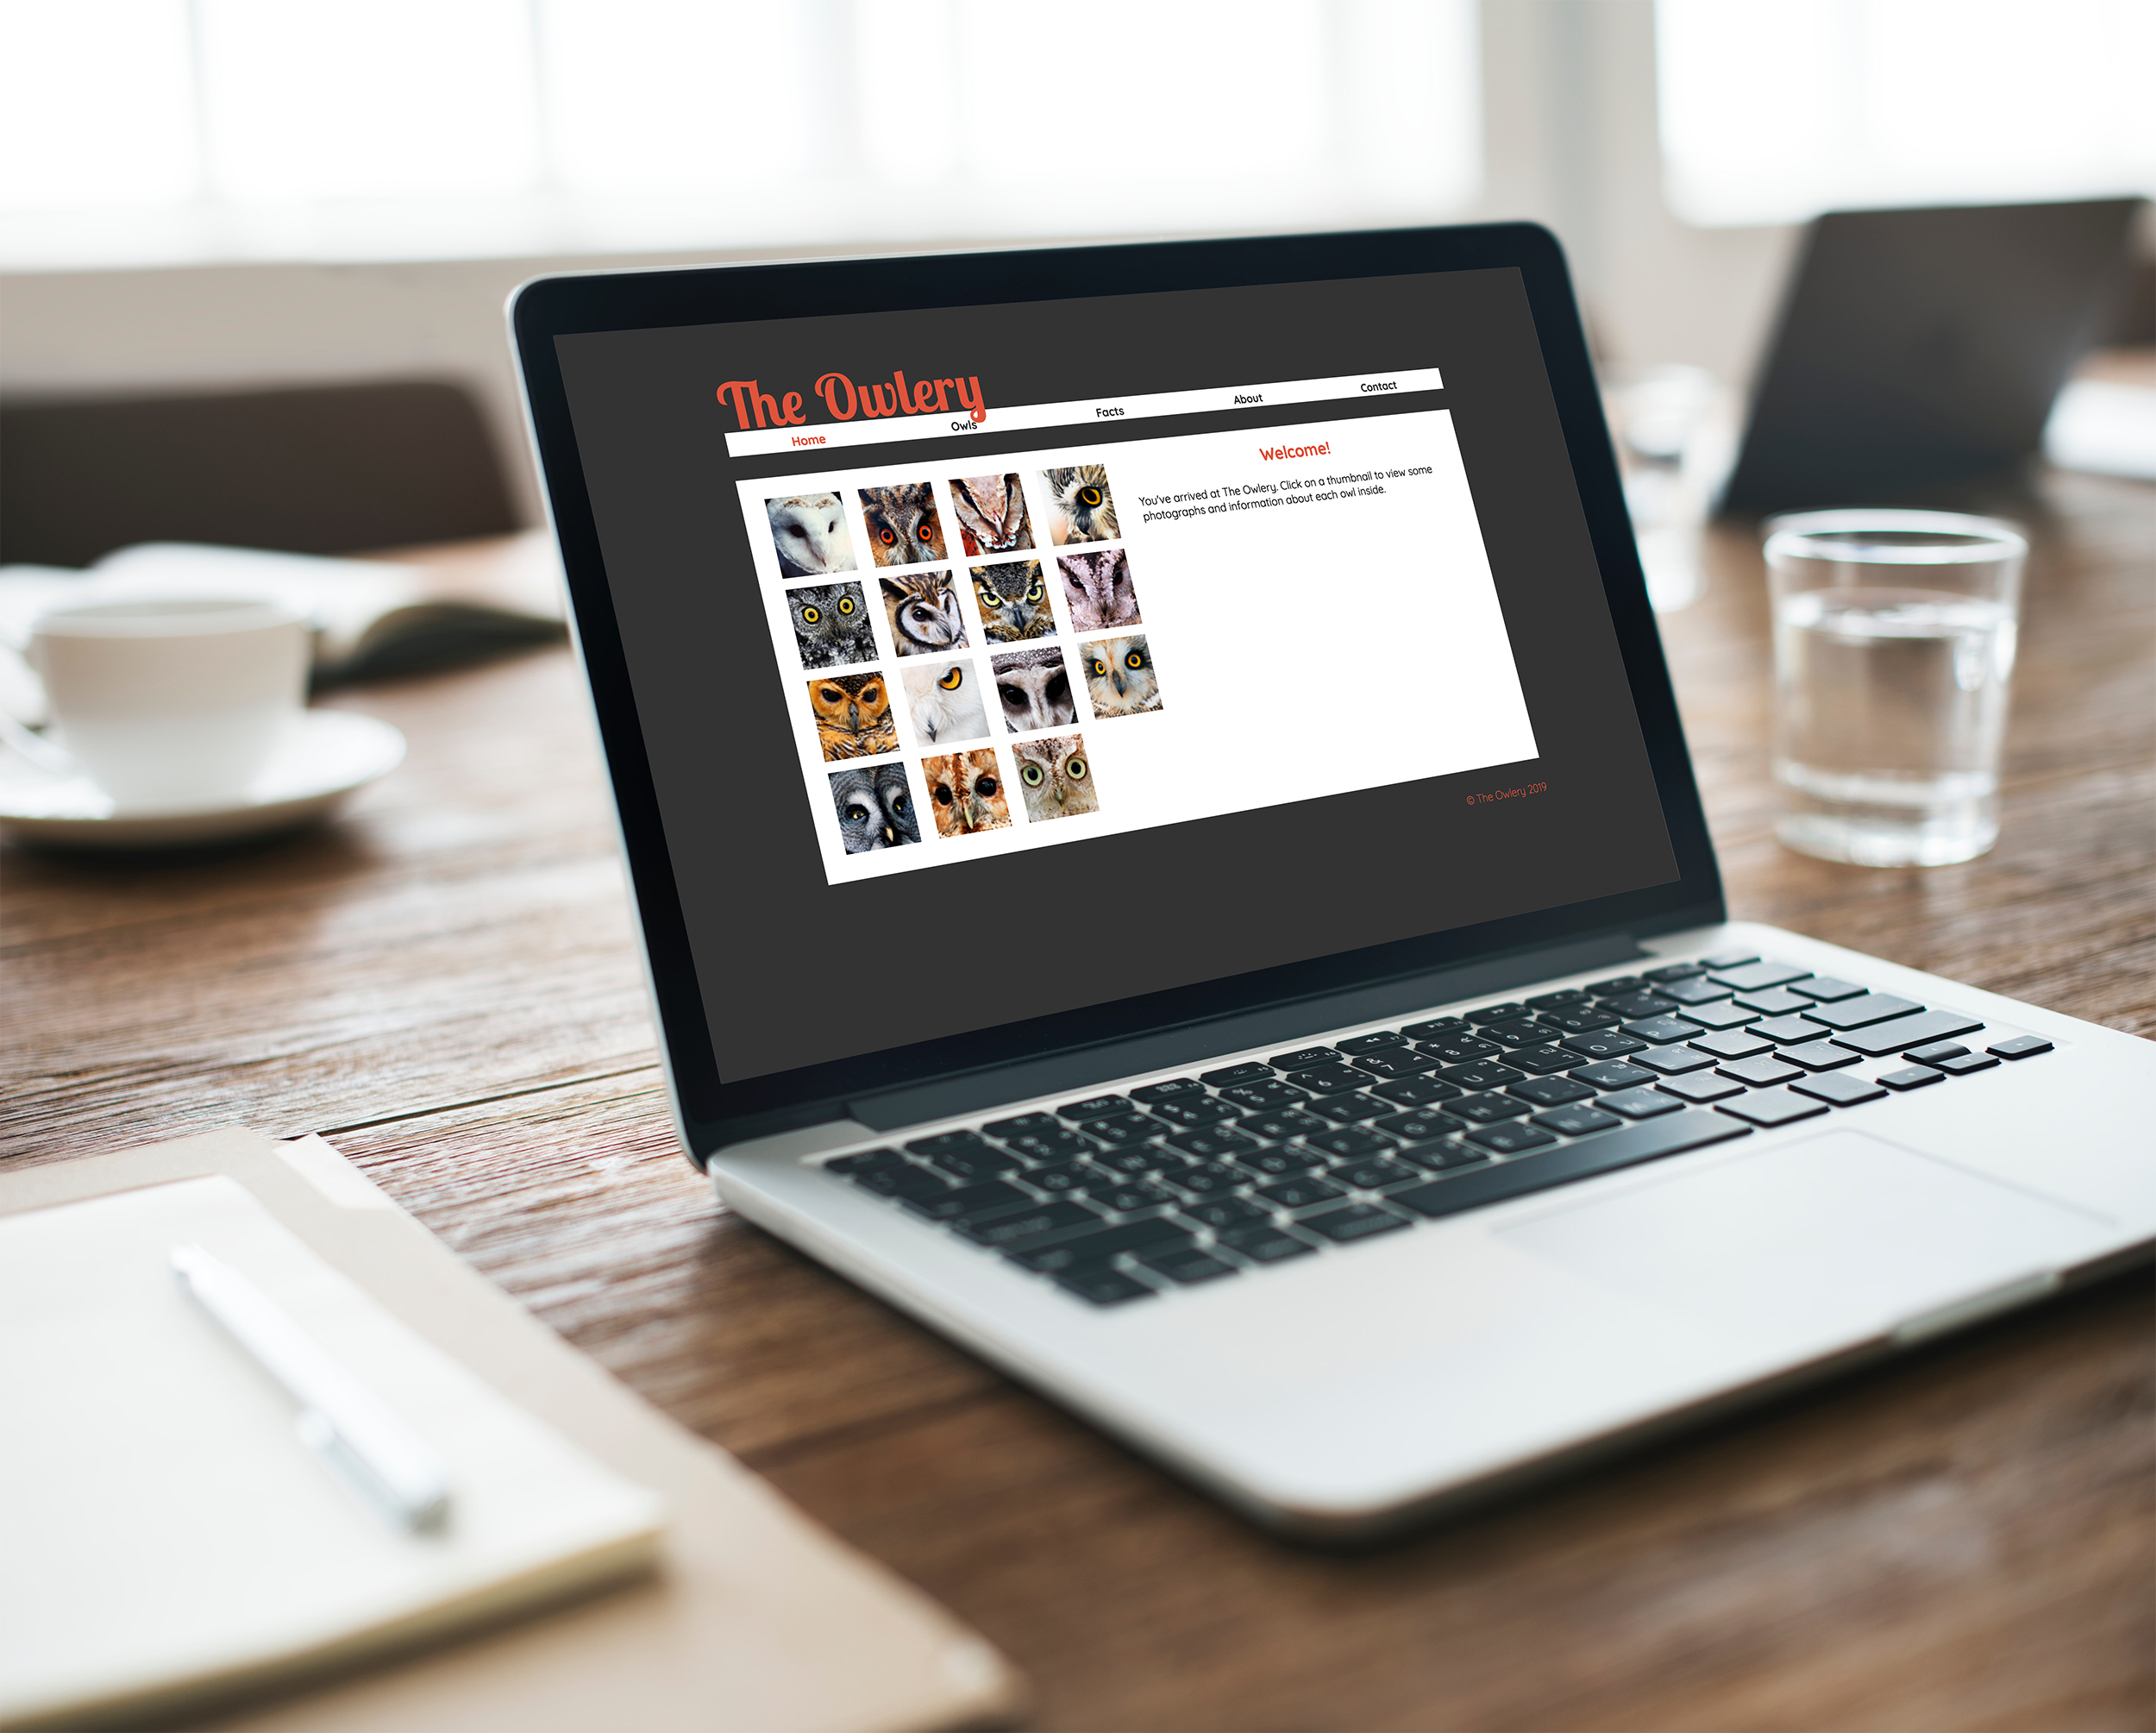 The Owlery
Home Owls Facts About Contact
Welcome!
You've arrived at The Owlery. Click on a thumbnail to view some
photographs and information about each owl inside.
© The Owlery 2019